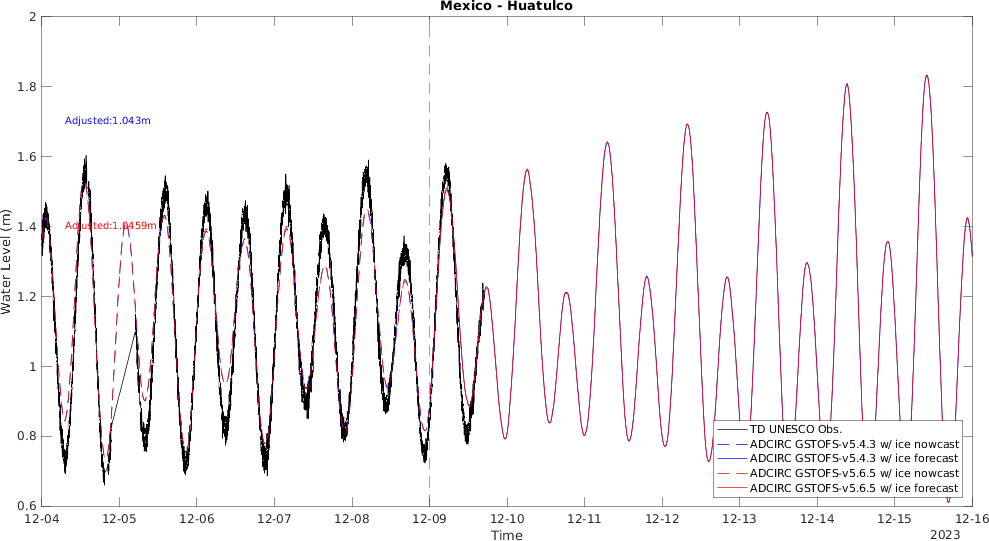 Mexico - Huatulco
2
1.8
1.6
1.4
1.2
1
0.8
0.6
Water Level (m)
Adjusted:1.043m
Adjusted:1.0459m
TD UNESCO Obs.
ADCIRC GSTOFS-v5.4.3 w/ ice nowcast
ADCIRC GSTOFS-v5.4.3 w/ ice forecast
ADCIRC GSTOFS-v5.6.5 w/ ice nowcast
ADCIRC GSTOFS-v5.6.5 w/ ice forecast
12-04 12-05 12-06 12-07 12-08 12-09 12-10 12-11 12-12 12-13 12-14 12-15 12-16
Time
2023